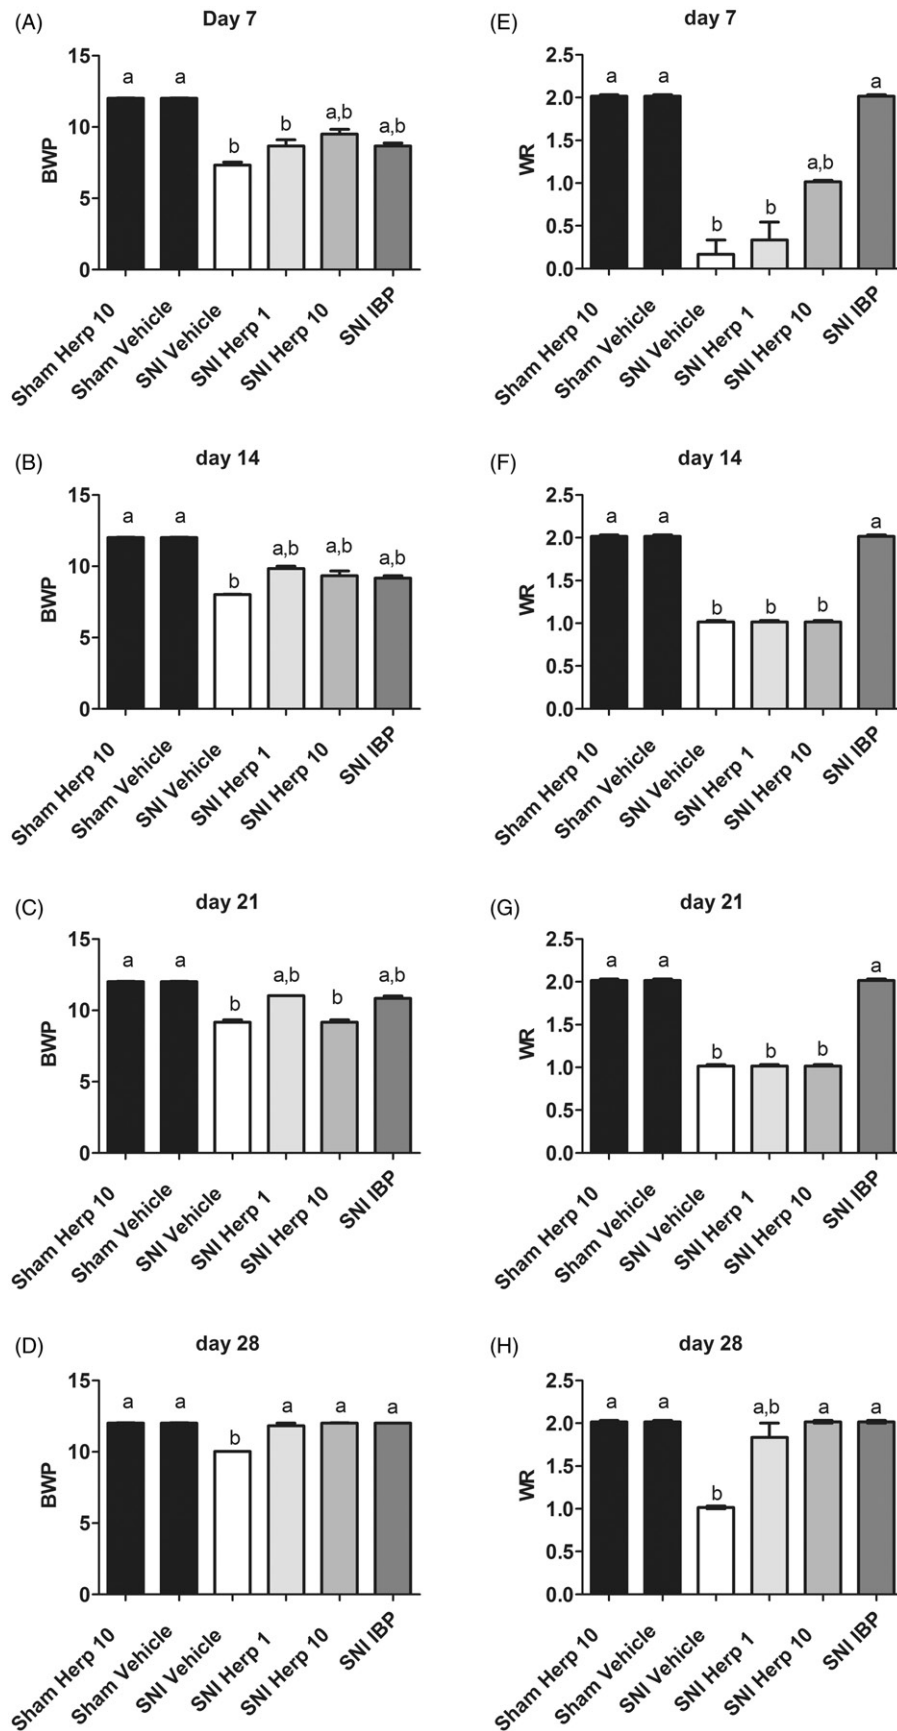 (A)
Day 7
BWP
15
10
5
0
a
a
b
b
a,b
a,b
Sham Herp 10
Sham Vehicle
SNI Vehicle
SNI Herp 1
SNI Herp 10
SNI IBP
(E)
day 7
WR
2.5
2.0
1.5
1.0
0.5
0.0
a
a
b
b
a,b
a
Sham Herp 10
Sham Vehicle
SNI Vehicle
SNI Herp 1
SNI Herp 10
SNI IBP
(B)
day 14
BWP
15
10
5
0
a
a
b
a,b
a,b
a,b
Sham Herp 10
Sham Vehicle
SNI Vehicle
SNI Herp 1
SNI Herp 10
SNI IBP
(F)
day 14
WR
2.5
2.0
1.5
1.0
0.5
0.0
a
a
b
b
b
a
Sham Herp 10
Sham Vehicle
SNI Vehicle
SNI Herp 1
SNI Herp 10
SNI IBP
(C)
day 21
BWP
15
10
5
0
a
a
b
a,b
b
a,b
Sham Herp 10
Sham Vehicle
SNI Vehicle
SNI Herp 1
SNI Herp 10
SNI IBP
(G)
day 21
WR
2.5
2.0
1.5
1.0
0.5
0.0
a
a
b
b
b
a
Sham Herp 10
Sham Vehicle
SNI Vehicle
SNI Herp 1
SNI Herp 10
SNI IBP
(D)
day 28
BWP
15
10
5
0
a
a
b
a
a
a
Sham Herp 10
Sham Vehicle
SNI Vehicle
SNI Herp 1
SNI Herp 10
SNI IBP
(H)
day 28
WR
2.5
2.0
1.5
1.0
0.5
0.0
a
a
b
a,b
a
a
Sham Herp 10
Sham Vehicle
SNI Vehicle
SNI Herp 1
SNI Herp 10
SNI IBP